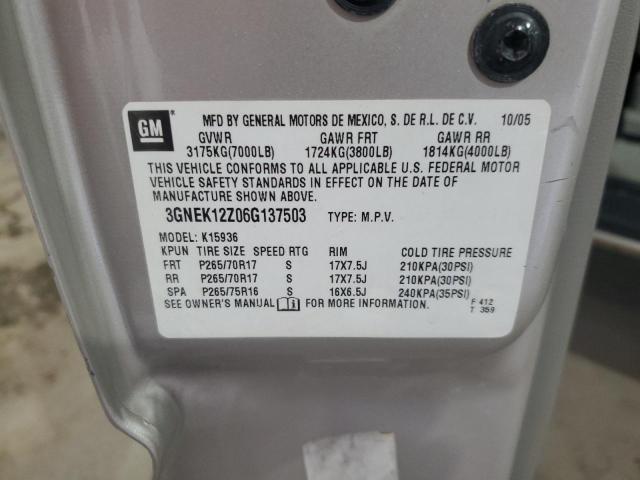 GM
MFD BY GENERAL MOTORS DE MEXICO, S. DE R.L. DE C.V. 10/05
GVWR GAWR FRT GAWR RR
3175KG(7000LB) 1724KG(3800LB) 1814KG(4000LB)
THIS VEHICLE CONFORMS TO ALL APPLICABLE U.S. FEDERAL MOTOR
VEHICLE SAFETY STANDARDS IN EFFECT ON THE DATE OF
MANUFACTURE SHOWN ABOVE.
3GNEK12Z06G137503 TYPE: M.P.V.
MODEL: K15936
KPUN TIRE SIZE SPEED RTG RIM COLD TIRE PRESSURE
FRT P265/70R17 S 17X7.5J 210KPA(30PSI)
RR P265/70R17 S 17X7.5J 210KPA(30PSI)
SPA P265/75R16 S 16X6.5J 240KPA(35PSI)
SEE OWNER'S MANUAL FOR MORE INFORMATION. F 412
T 359